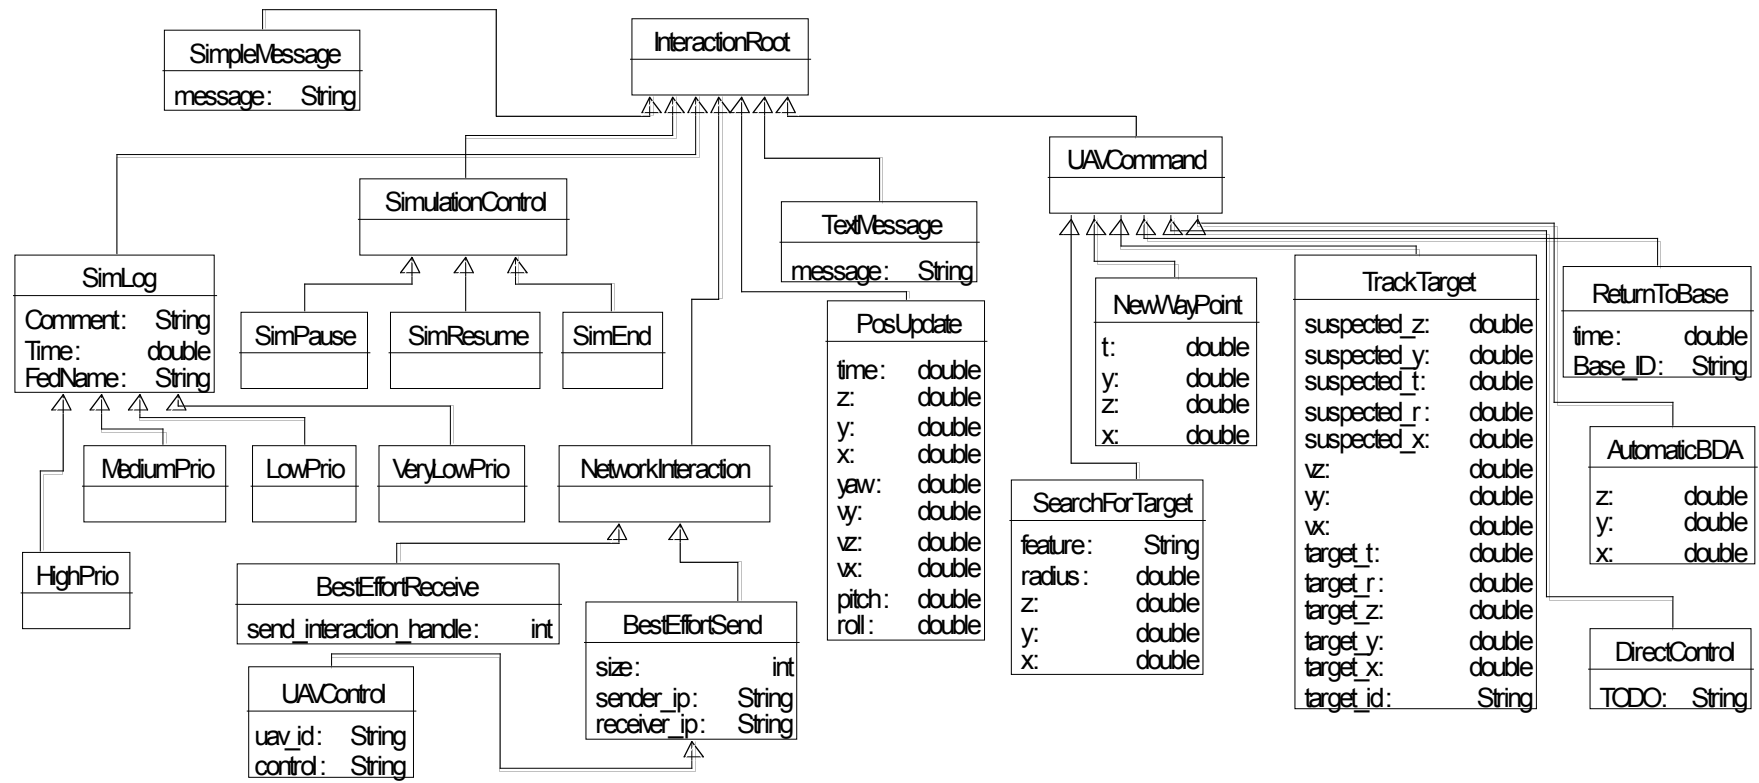 SimpleMessage
message: String
InteractionRoot
UAVCommand
SimulationControl
TextMessage
message: String
SimLog
Comment: String
Time: double
FedName: String
SimPause
SimResume
SimEnd
PosUpdate
time: double
z: double
y: double
x: double
yaw: double
vy: double
vz: double
vx: double
pitch: double
roll: double
NewWayPoint
t: double
y: double
z: double
x: double
TrackTarget
suspected_z: double
suspected_y: double
suspected_t: double
suspected_r: double
suspected_x: double
vz: double
vy: double
vx: double
target_t: double
target_r: double
target_z: double
target_y: double
target_x: double
target_id: String
ReturnToBase
time: double
Base_ID: String
MediumPrio
LowPrio
VeryLowPrio
NetworkInteraction
SearchForTarget
feature: String
radius: double
z: double
y: double
x: double
AutomaticBDA
z: double
y: double
x: double
HighPrio
BestEffortReceive
send_interaction_handle: int
BestEffortSend
size: int
sender_ip: String
receiver_ip: String
UAVControl
uav_id: String
control: String
DirectControl
TODO: String